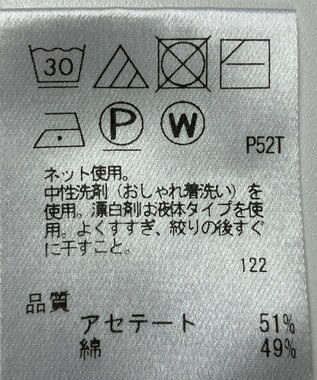 30
P W
P52T
ネット使用。
中性洗剤（おしゃれ着洗い）を
使用。漂白剤は液体タイプを使
用。よくすすぎ、絞りの後すぐ
に干すこと。
122
品質
アセテート 51%
綿 49%